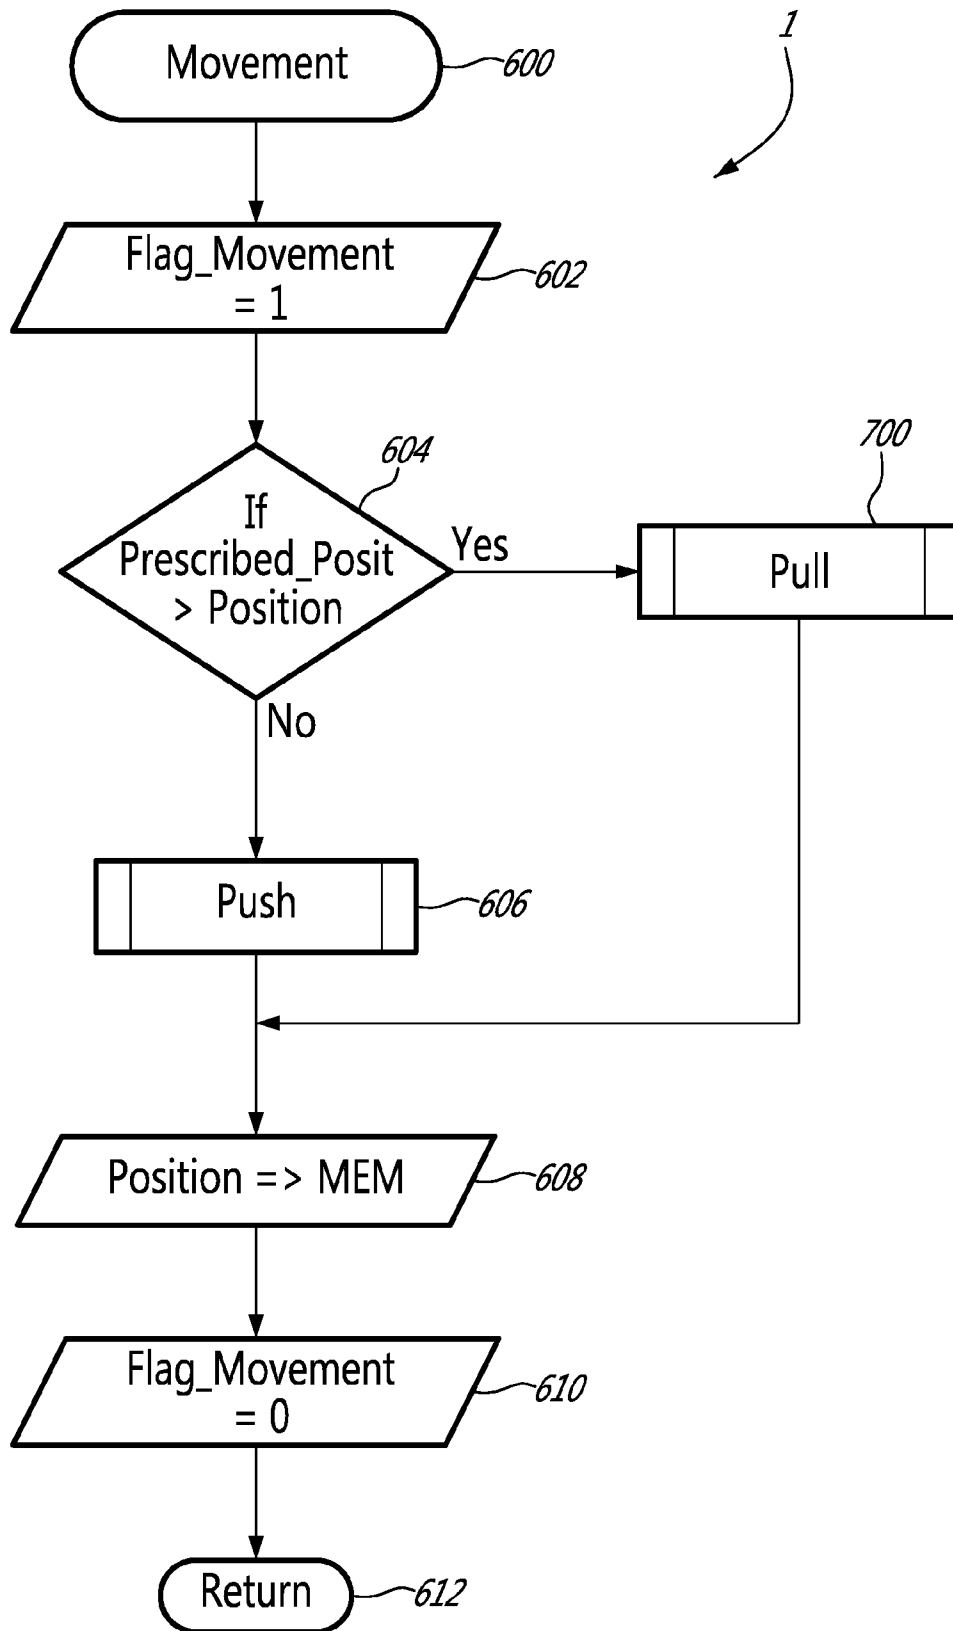 1
Movement
600
Flag_Movement
= 1
602
604
If
Prescribed_Posit
> Position
Yes
700
Pull
No
Push
606
Position => MEM
608
Flag_Movement
= 0
610
Return
612